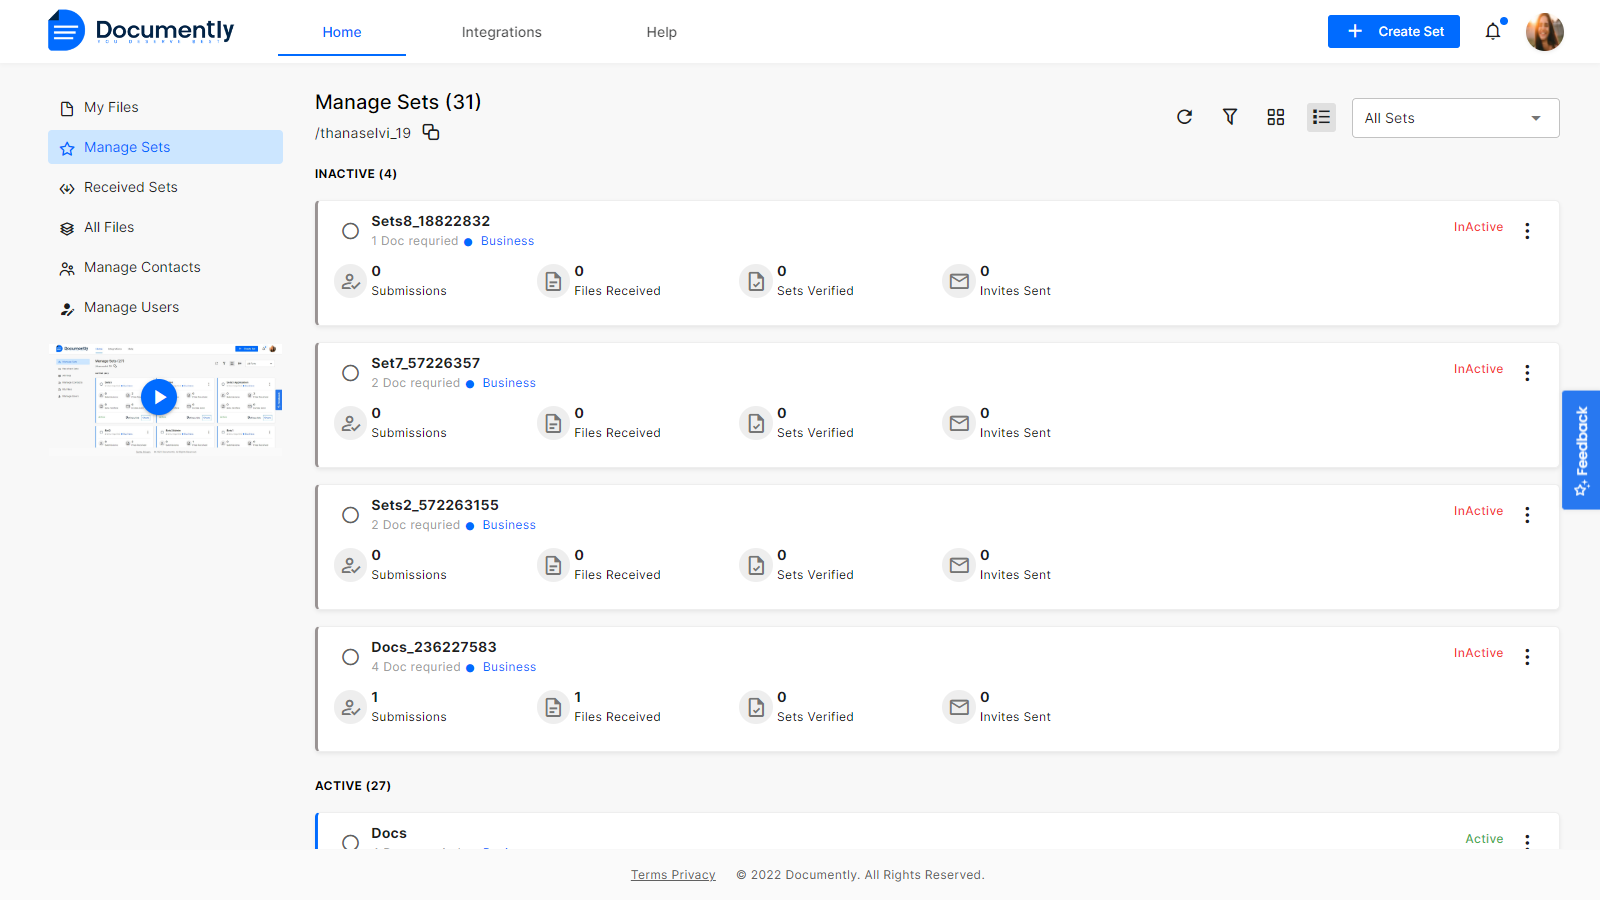 Documently
YOU DESERVE BEST
Home
Integrations
Help
Create Set
My Files
Manage Sets
Received Sets
All Files
Manage Contacts
Manage Users
Manage Sets (31)
/thanaselvi_19
All Sets
INACTIVE (4)
Sets8_18822832
InActive
1 Doc requried Business
0 0 0 0
Submissions Files Received Sets Verified Invites Sent
Set7_57226357
InActive
2 Doc requried Business
0 0 0 0
Submissions Files Received Sets Verified Invites Sent
Sets2_572263155
InActive
2 Doc requried Business
0 0 0 0
Submissions Files Received Sets Verified Invites Sent
Docs_236227583
InActive
4 Doc requried Business
1 1 0 0
Submissions Files Received Sets Verified Invites Sent
ACTIVE (27)
Docs
Active
Feedback
Terms Privacy © 2022 Documently. All Rights Reserved.